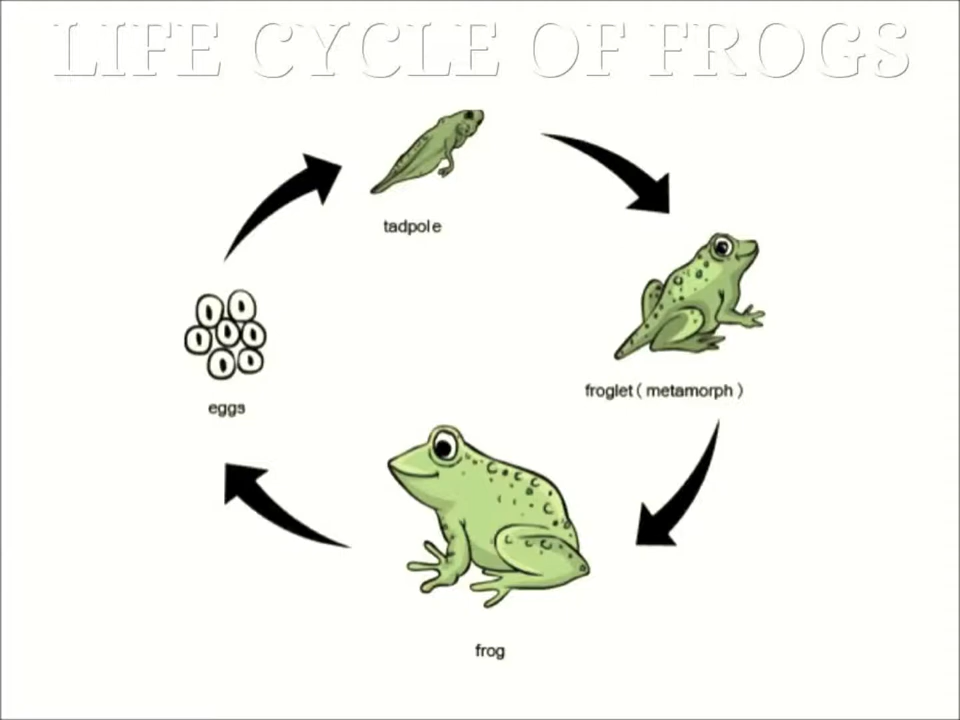 LIFE CYCLE OF FROGS
tadpole
froglet ( metamorph )
eggs
frog